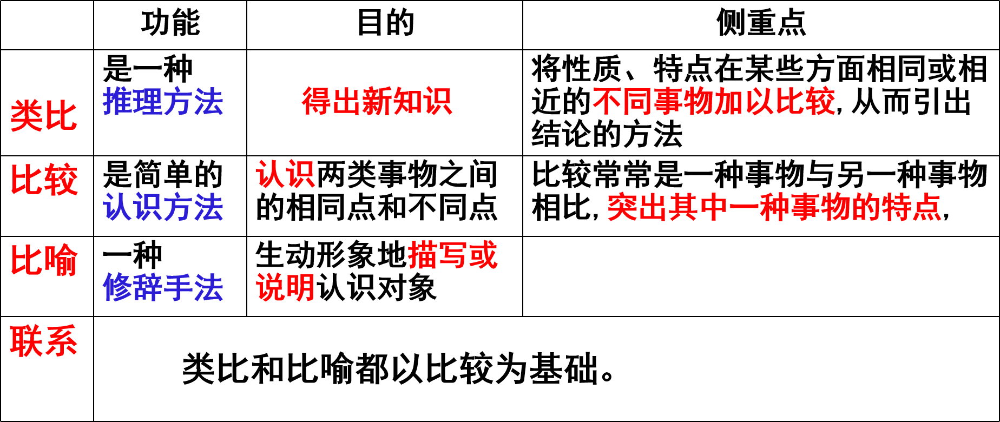 功能 目的 侧重点
类比
是一种
推理方法
得出新知识
将性质、特点在某些方面相同或相
近的不同事物加以比较,从而引出
结论的方法
比较
是简单的
认识方法
认识两类事物之间
的相同点和不同点
比较常常是一种事物与另一种事物
相比,突出其中一种事物的特点,
比喻
一种
修辞手法
生动形象地描写或
说明认识对象
联系
类比和比喻都以比较为基础。